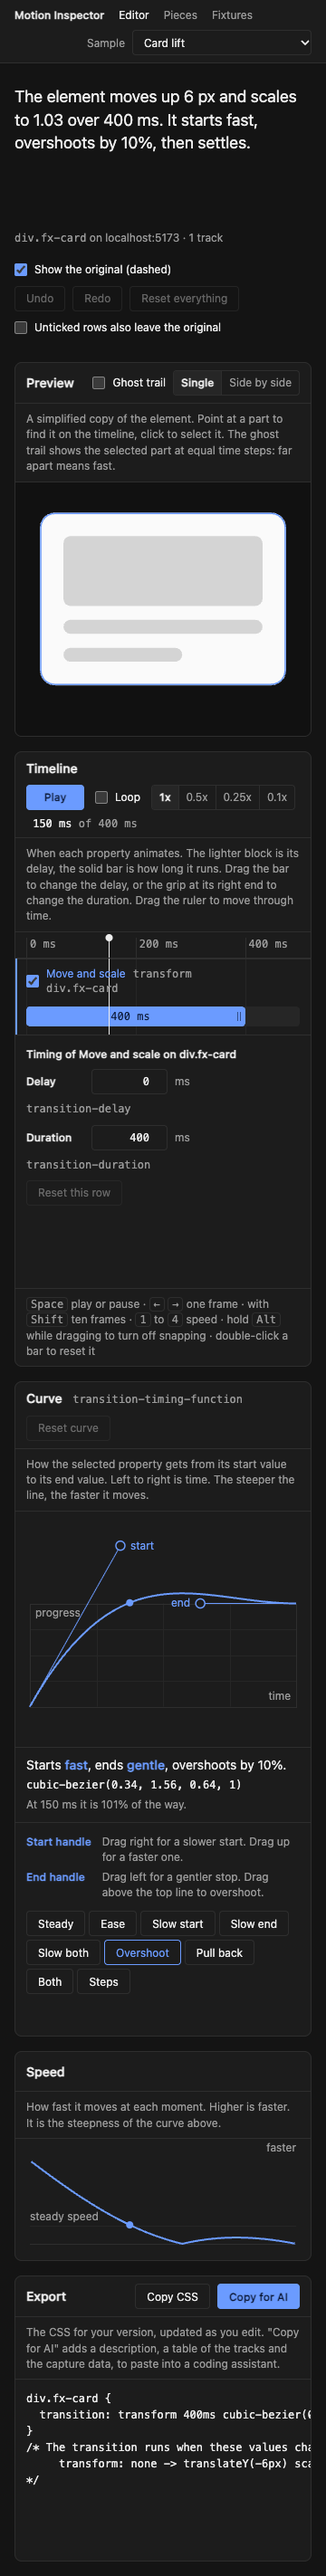 Motion Inspector Editor Pieces Fixtures
Sample Card lift
The element moves up 6 px and scales
to 1.03 over 400 ms. It starts fast,
overshoots by 10%, then settles.
div.fx-card on localhost:5173 · 1 track
Show the original (dashed)
Undo Redo Reset everything
Unticked rows also leave the original
Preview Ghost trail Single Side by side
A simplified copy of the element. Point at a part to
find it on the timeline, click to select it. The ghost
trail shows the selected part at equal time steps: far
apart means fast.
Timeline
Play Loop 1x 0.5x 0.25x 0.1x
150 ms of 400 ms
When each property animates. The lighter block is its
delay, the solid bar is how long it runs. Drag the bar
to change the delay, or the grip at its right end to
change the duration. Drag the ruler to move through
time.
0 ms 200 ms 400 ms
Move and scale transform
div.fx-card
400 ms
Timing of Move and scale on div.fx-card
Delay 0 ms
transition-delay
Duration 400 ms
transition-duration
Reset this row
Space play or pause · ← → one frame · with
Shift ten frames · 1 to 4 speed · hold Alt
while dragging to turn off snapping · double-click a
bar to reset it
Curve transition-timing-function
Reset curve
How the selected property gets from its start value
to its end value. Left to right is time. The steeper the
line, the faster it moves.
start
end
progress
time
Starts fast, ends gentle, overshoots by 10%.
cubic-bezier(0.34, 1.56, 0.64, 1)
At 150 ms it is 101% of the way.
Start handle Drag right for a slower start. Drag up
for a faster one.
End handle Drag left for a gentler stop. Drag
above the top line to overshoot.
Steady Ease Slow start Slow end
Slow both Overshoot Pull back
Both Steps
Speed
How fast it moves at each moment. Higher is faster.
It is the steepness of the curve above.
faster
steady speed
Export Copy CSS Copy for AI
The CSS for your version, updated as you edit. "Copy
for AI" adds a description, a table of the tracks and
the capture data, to paste into a coding assistant.
div.fx-card {
transition: transform 400ms cubic-bezier(0
}
/* The transition runs when these values cha
transform: none -> translateY(-6px) sca
*/